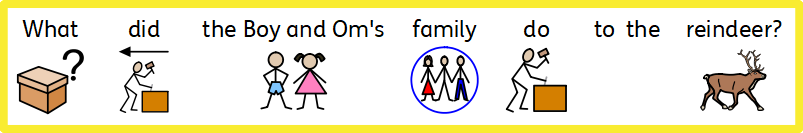 What did the Boy and Om's family do to the reindeer?
?